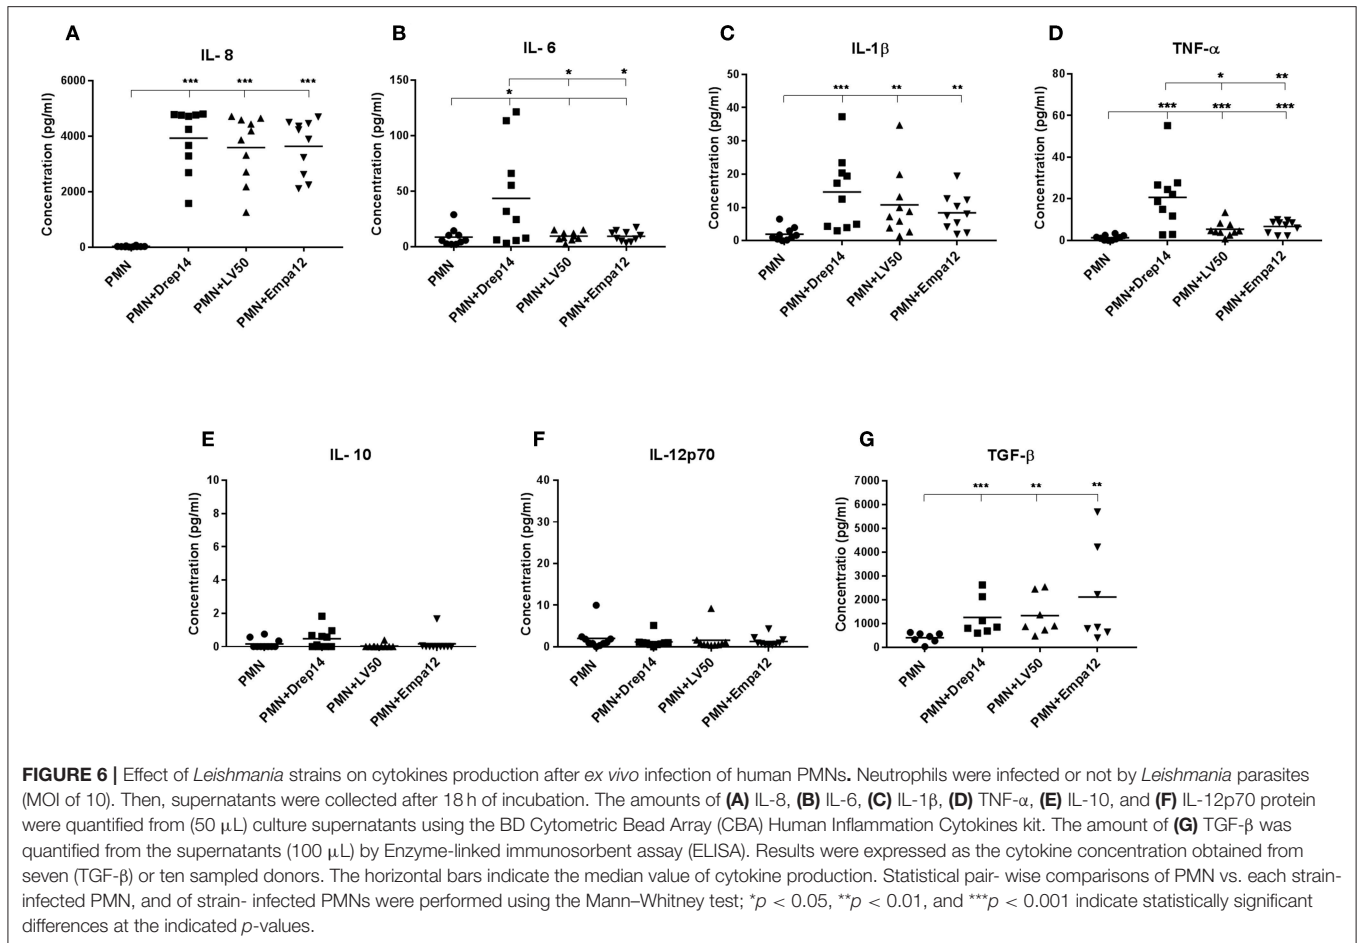 A
IL- 8
***
***
***
Concentration (pg/ml)
6000
4000
2000
0
PMN
PMN+Drep14
PMN+LV50
PMN+Empa12
B
IL- 6
*
*
*
Concentration (pg/ml)
150
100
50
0
PMN
PMN+Drep14
PMN+LV50
PMN+Empa12
C
IL-1β
***
**
**
Concentration (pg/ml)
50
40
30
20
10
0
PMN
PMN+Drep14
PMN+LV50
PMN+Empa12
D
TNF-α
*
**
***
***
***
Concentration (pg/ml)
80
60
40
20
0
PMN
PMN+Drep14
PMN+LV50
PMN+Empa12
E
IL- 10
Concentration (pg/ml)
10
8
6
4
2
0
PMN
PMN+Drep14
PMN+LV50
PMN+Empa12
F
IL-12p70
Concentration (pg/ml)
40
30
20
10
0
PMN
PMN+Drep14
PMN+LV50
PMN+Empa12
G
TGF-β
***
**
**
Concentratio (pg/ml)
7000
6000
5000
4000
3000
2000
1000
0
PMN
PMN+Drep14
PMN+LV50
PMN+Empa12
FIGURE 6 | Effect of Leishmania strains on cytokines production after ex vivo infection of human PMNs. Neutrophils were infected or not by Leishmania parasites
(MOI of 10). Then, supernatants were collected after 18 h of incubation. The amounts of (A) IL-8, (B) IL-6, (C) IL-1β, (D) TNF-α, (E) IL-10, and (F) IL-12p70 protein
were quantified from (50 μL) culture supernatants using the BD Cytometric Bead Array (CBA) Human Inflammation Cytokines kit. The amount of (G) TGF-β was
quantified from the supernatants (100 μL) by Enzyme-linked immunosorbent assay (ELISA). Results were expressed as the cytokine concentration obtained from
seven (TGF-β) or ten sampled donors. The horizontal bars indicate the median value of cytokine production. Statistical pair- wise comparisons of PMN vs. each strain-
infected PMN, and of strain- infected PMNs were performed using the Mann–Whitney test; *p < 0.05, **p < 0.01, and ***p < 0.001 indicate statistically significant
differences at the indicated p-values.